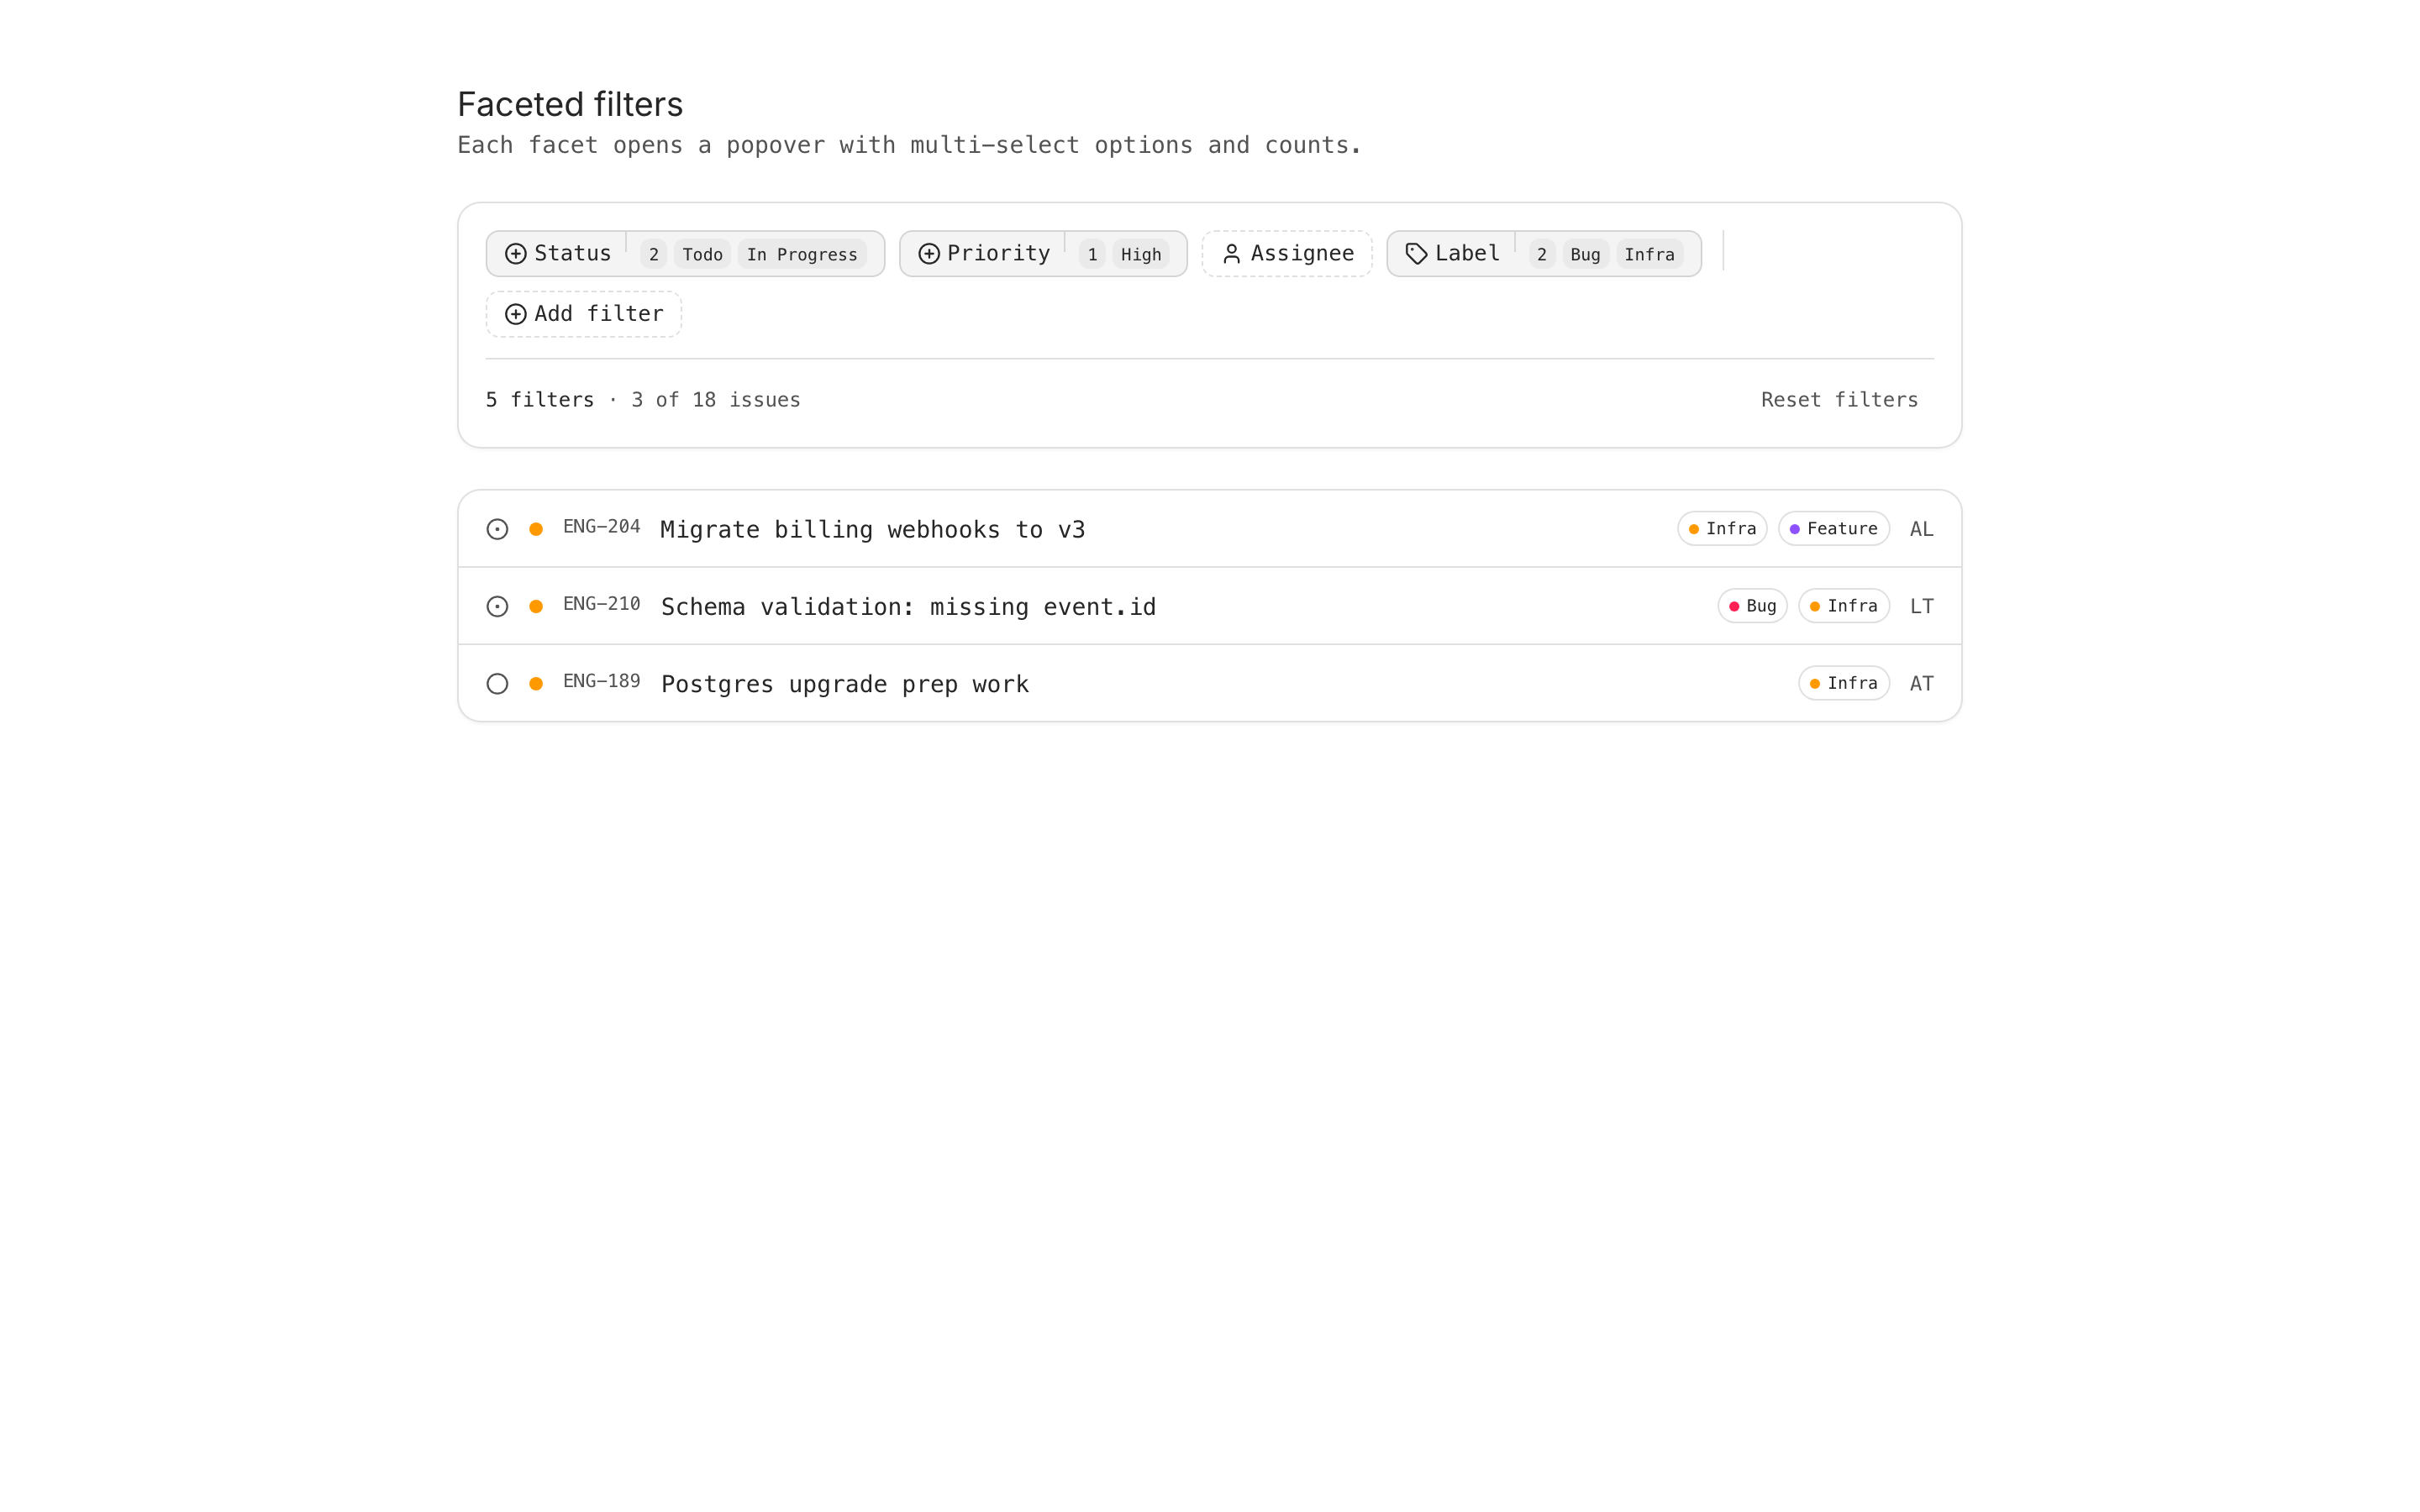 Faceted filters
Each facet opens a popover with multi-select options and counts.
Status 2 Todo In Progress Priority 1 High Assignee Label 2 Bug Infra
Add filter
5 filters · 3 of 18 issues Reset filters
ENG-204 Migrate billing webhooks to v3 Infra Feature AL
ENG-210 Schema validation: missing event.id Bug Infra LT
ENG-189 Postgres upgrade prep work Infra AT